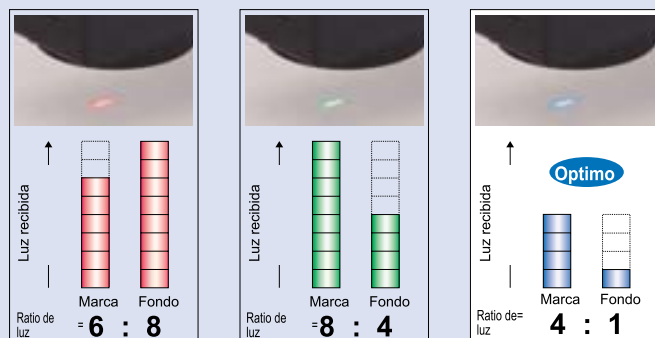 Luz recibida
Marca Fondo
Ratio de luz = 6 : 8
Luz recibida
Marca Fondo
Ratio de luz =8 : 4
Optimo
Luz recibida
Marca Fondo
Ratio de= luz 4 : 1